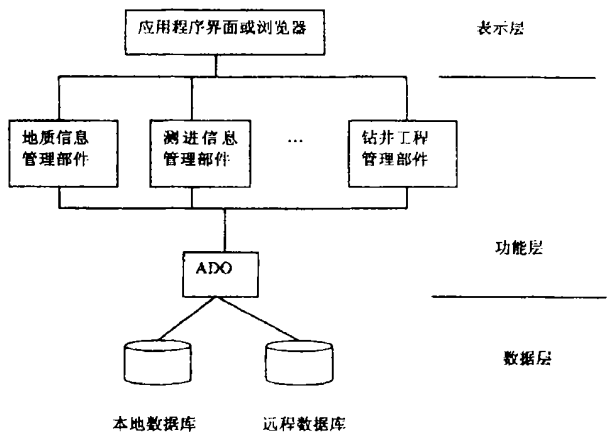 应用程序界面或浏览器
表示层
地质信息
管理部件
测进信息
管理部件
…
钻井工程
管理部件
功能层
ADO
数据层
本地数据库
远程数据库